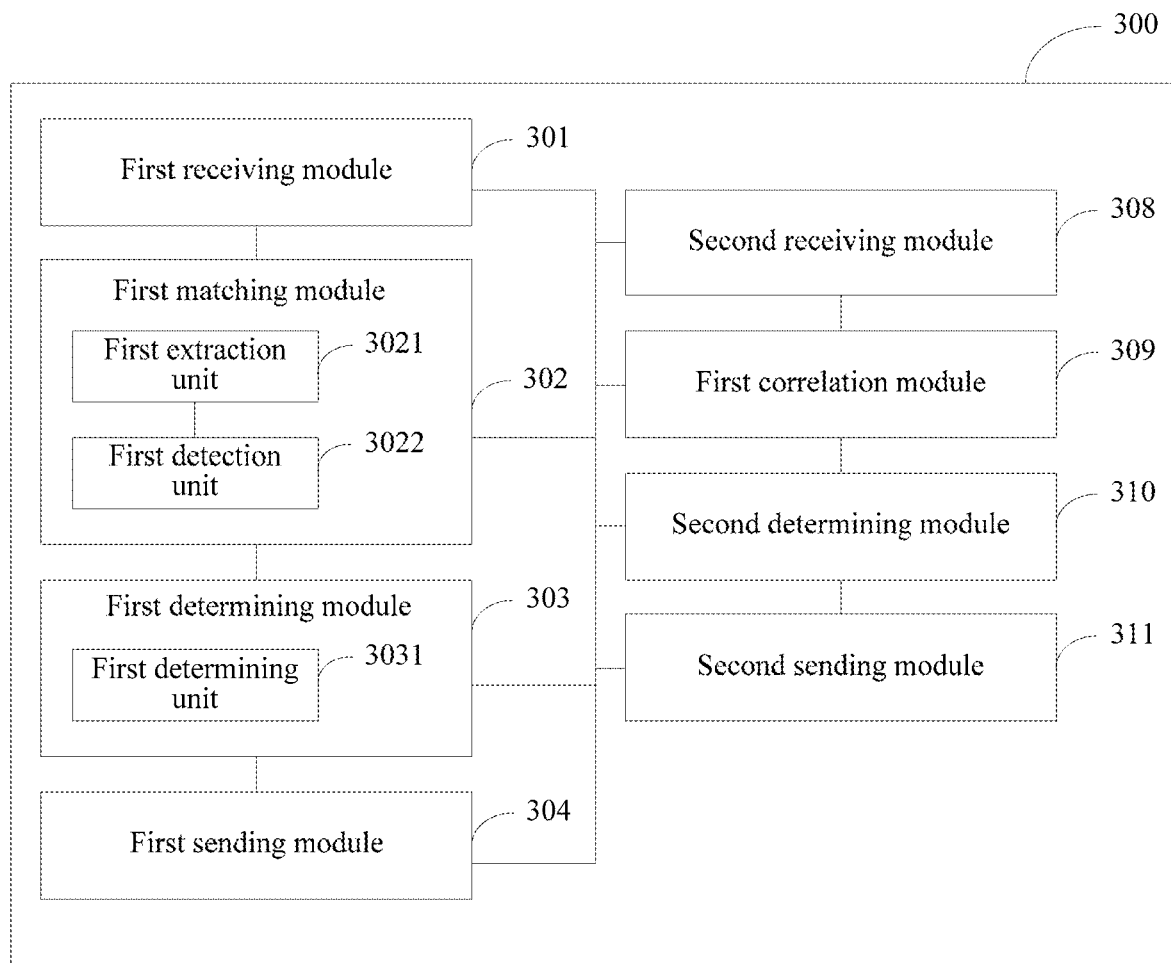 300
First receiving module
301
First matching module
First extraction
unit
3021
302
First detection
unit
3022
First determining module
303
First determining
unit
3031
First sending module
304
Second receiving module
308
First correlation module
309
Second determining module
310
Second sending module
311